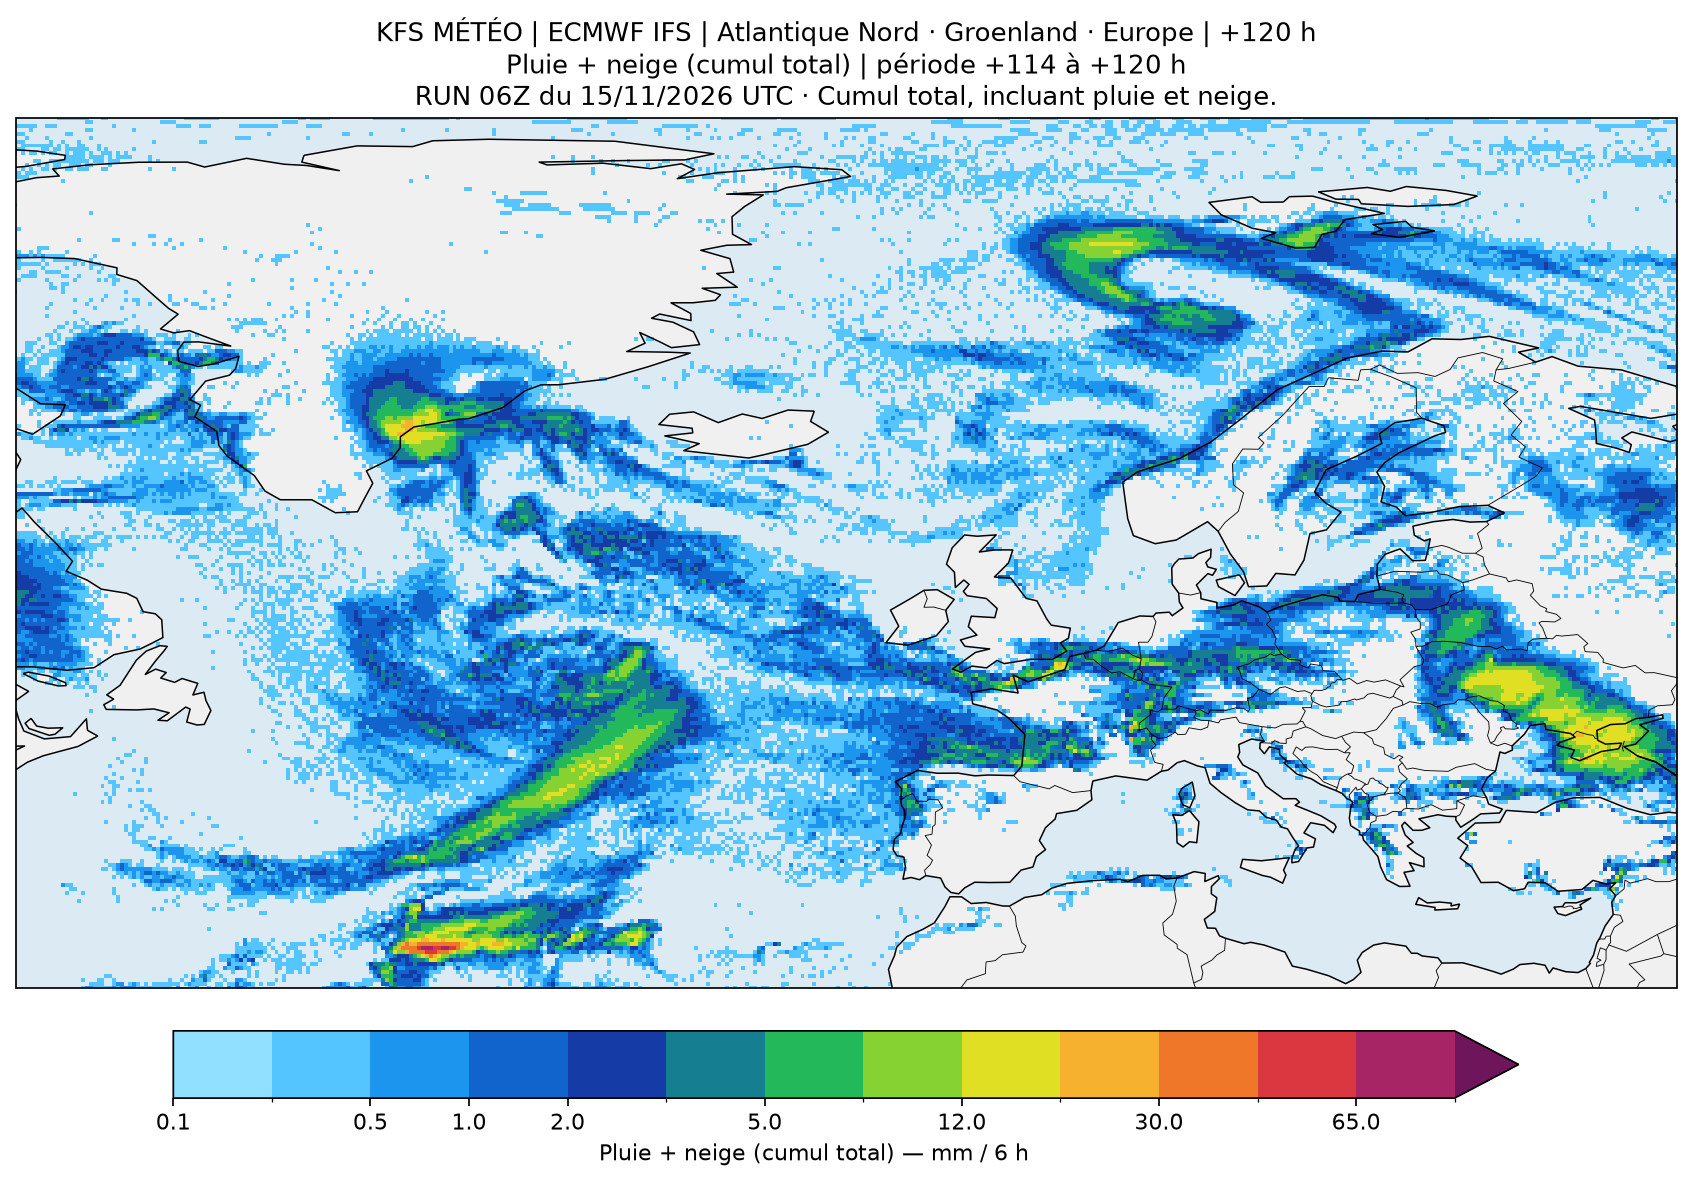 KFS MÉTÉO | ECMWF IFS | Atlantique Nord · Groenland · Europe | +120 h
Pluie + neige (cumul total) | période +114 à +120 h
RUN 06Z du 15/11/2026 UTC · Cumul total, incluant pluie et neige.
0.1 0.5 1.0 2.0 5.0 12.0 30.0 65.0
Pluie + neige (cumul total) — mm / 6 h